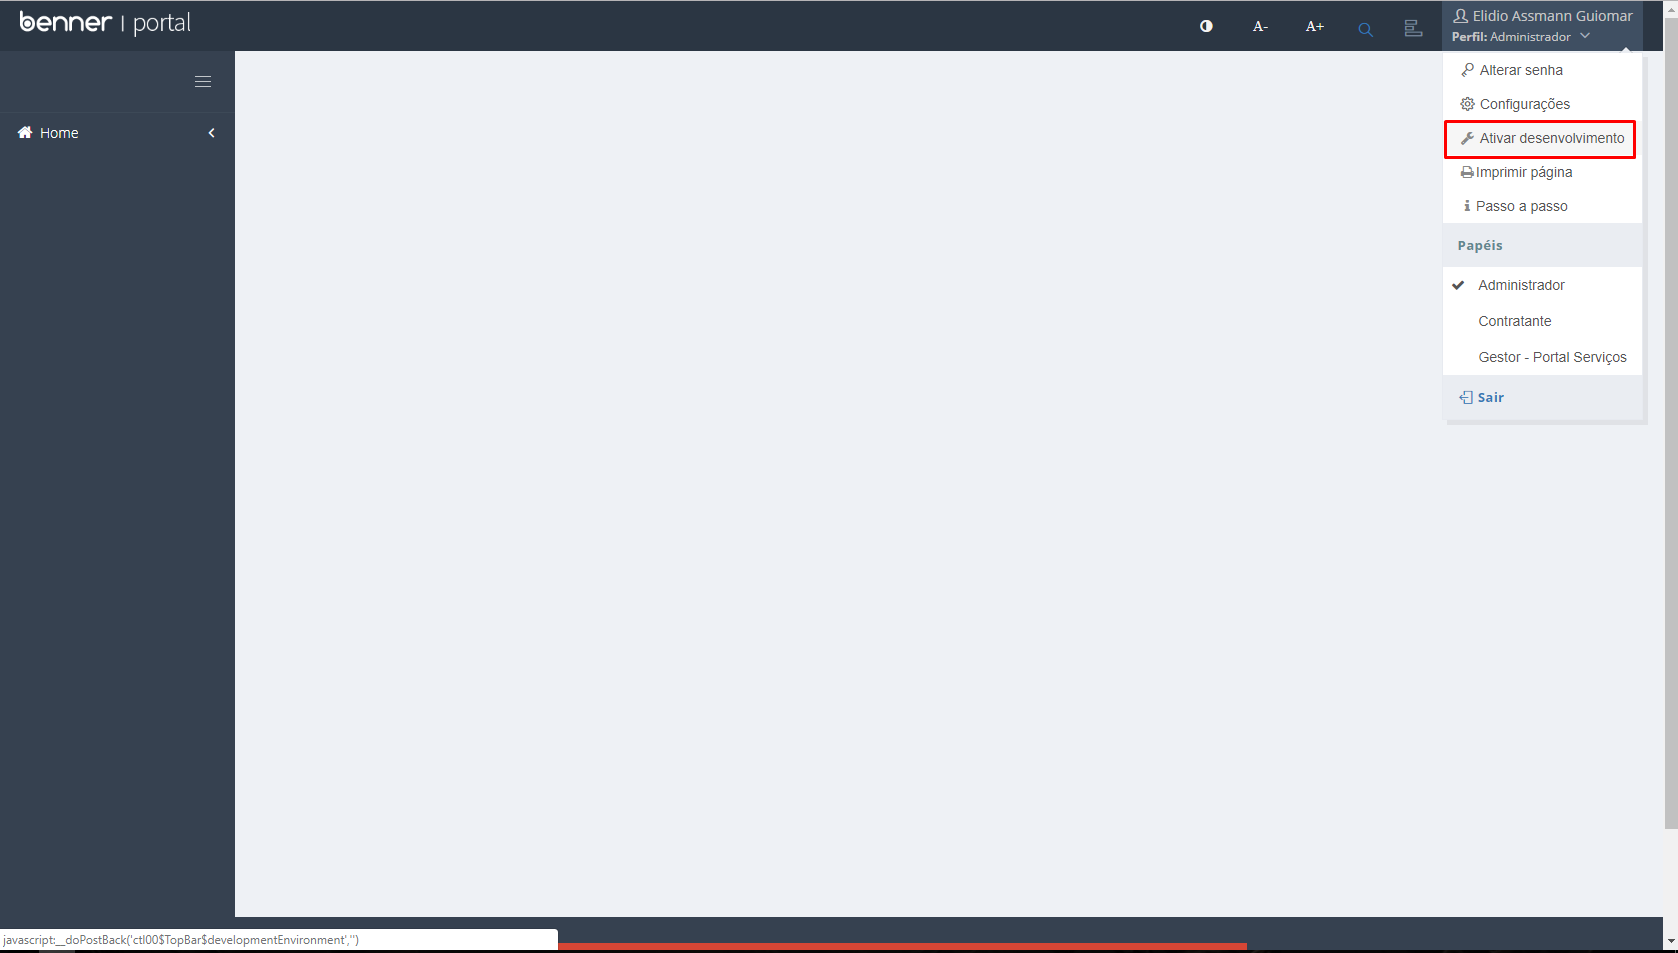 benner | portal
A-
A+
Elidio Assmann Guiomar
Perfil: Administrador
Home
Alterar senha
Configurações
Ativar desenvolvimento
Imprimir página
Passo a passo
Papéis
Administrador
Contratante
Gestor - Portal Serviços
Sair
javascript:__doPostBack('ctl00$TopBar$developmentEnvironment','')